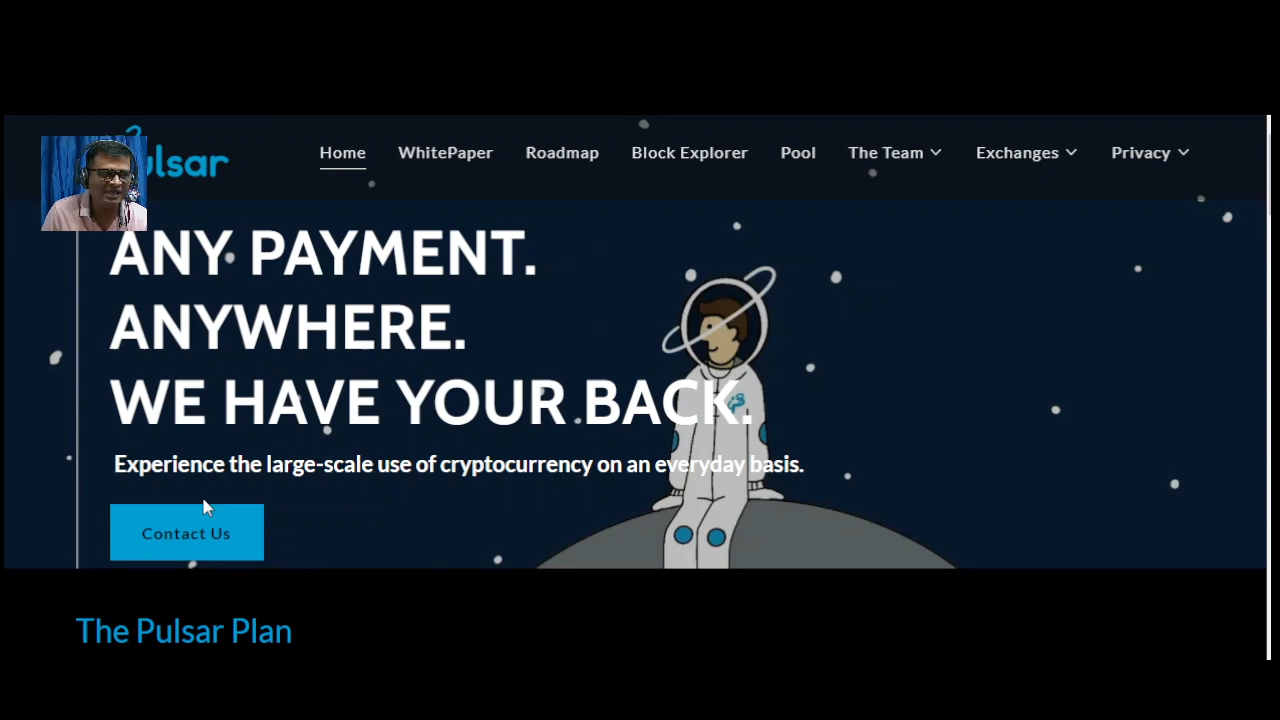 ulsar
Home WhitePaper Roadmap Block Explorer Pool The Team Exchanges Privacy
ANY PAYMENT.
ANYWHERE.
WE HAVE YOUR BACK.
Experience the large-scale use of cryptocurrency on an everyday basis.
Contact Us
The Pulsar Plan